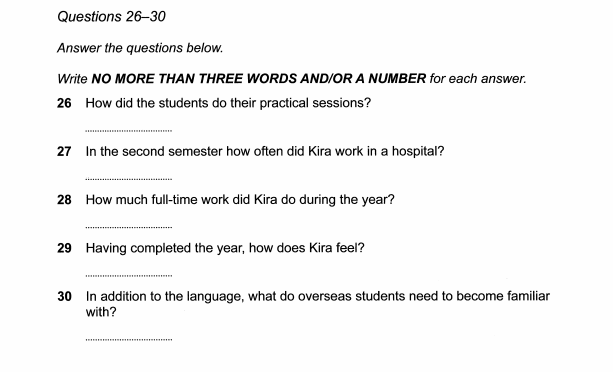 Questions 26–30
Answer the questions below.
Write NO MORE THAN THREE WORDS AND/OR A NUMBER for each answer.
26 How did the students do their practical sessions?
..................................
27 In the second semester how often did Kira work in a hospital?
..................................
28 How much full-time work did Kira do during the year?
..................................
29 Having completed the year, how does Kira feel?
..................................
30 In addition to the language, what do overseas students need to become familiar
with?
..................................